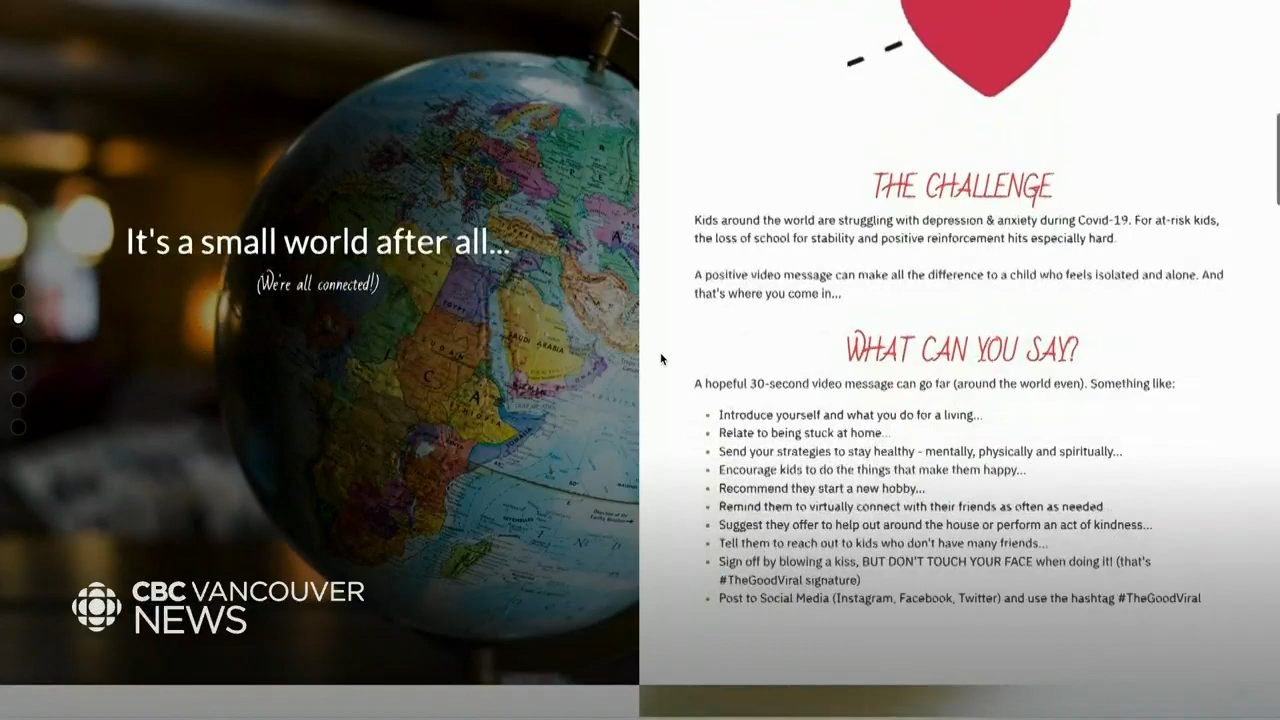 It's a small world after all...
(We're all connected!)
CBC VANCOUVER
NEWS
THE CHALLENGE
Kids around the world are struggling with depression & anxiety during Covid-19. For at-risk kids,
the loss of school for stability and positive reinforcement hits especially hard.
A positive video message can make all the difference to a child who feels isolated and alone. And
that's where you come in...
WHAT CAN YOU SAY?
A hopeful 30-second video message can go far (around the world even). Something like:
Introduce yourself and what you do for a living...
Relate to being stuck at home...
Send your strategies to stay healthy - mentally, physically and spiritually...
Encourage kids to do the things that make them happy...
Recommend they start a new hobby...
Remind them to virtually connect with their friends as often as needed
Suggest they offer to help out around the house or perform an act of kindness...
Tell them to reach out to kids who don't have many friends...
Sign off by blowing a kiss, BUT DON'T TOUCH YOUR FACE when doing it! (that's
#TheGoodViral signature)
Post to Social Media (Instagram, Facebook, Twitter) and use the hashtag #TheGoodViral
EGYPT
SAUDI ARABIA
SUDAN
ETHIOPIA
SOMALIA
SEYCHELLES